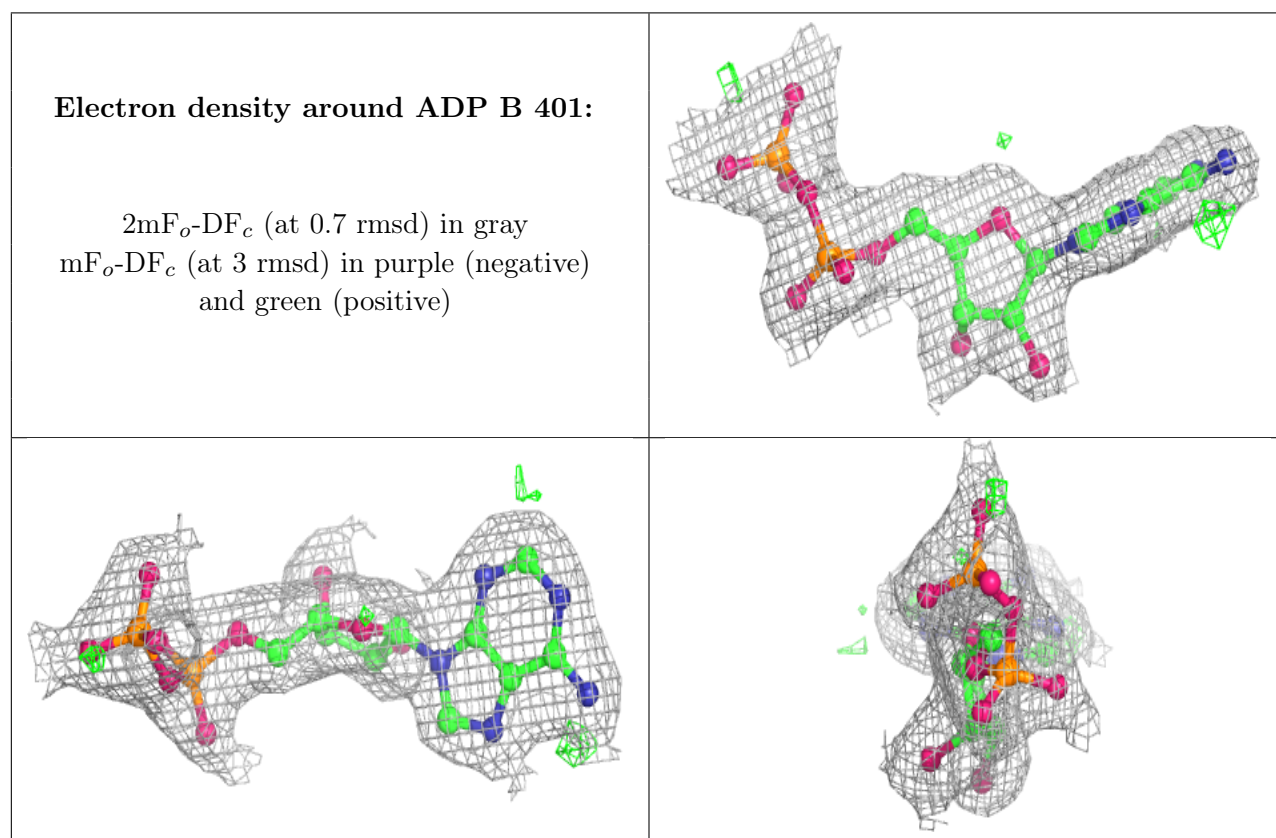 Electron density around ADP B 401:
2mFₒ-DF𝒸 (at 0.7 rmsd) in gray
mFₒ-DF𝒸 (at 3 rmsd) in purple (negative)
and green (positive)